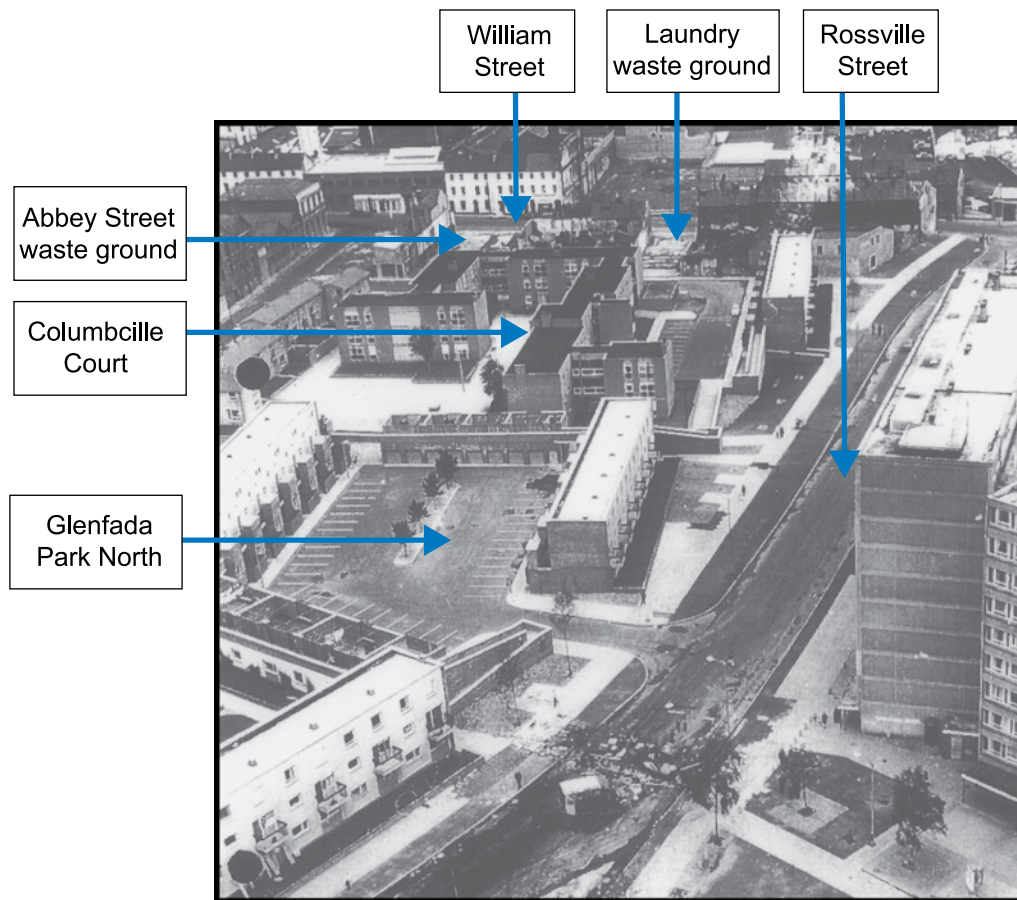 William
Street
Laundry
waste ground
Rossville
Street
Abbey Street
waste ground
Columbcille
Court
Glenfada
Park North